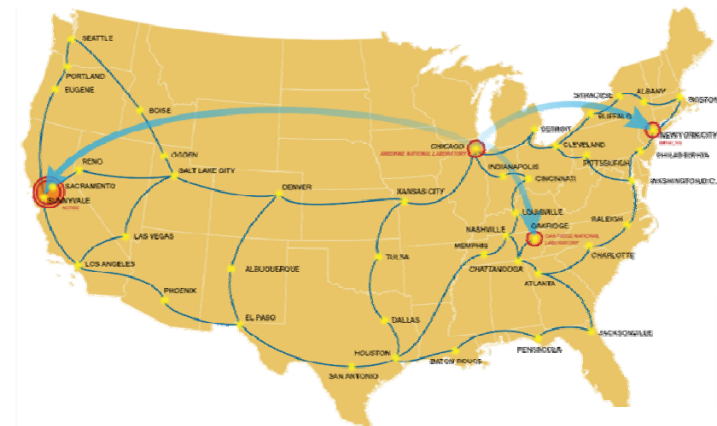 SEATTLE
PORTLAND
EUGENE
BOISE
OGDEN
RENO
SALT LAKE CITY
SACRAMENTO
SUNNYVALE
LAS VEGAS
LOS ANGELES
PHOENIX
DENVER
ALBUQUERQUE
EL PASO
KANSAS CITY
TULSA
DALLAS
HOUSTON
SAN ANTONIO
BATON ROUGE
CHICAGO
ARGONNE NATIONAL LABORATORY
INDIANAPOLIS
CINCINNATI
LOUISVILLE
OAKRIDGE
OAK RIDGE NATIONAL
LABORATORY
NASHVILLE
MEMPHIS
CHATTANOOGA
ATLANTA
CHARLOTTE
RALEIGH
JACKSONVILLE
PENSACOLA
DETROIT
CLEVELAND
PITTSBURGH
BUFFALO
SYRACUSE
ALBANY
BOSTON
NEW YORK CITY
PHILADELPHIA
WASHINGTON D.C.